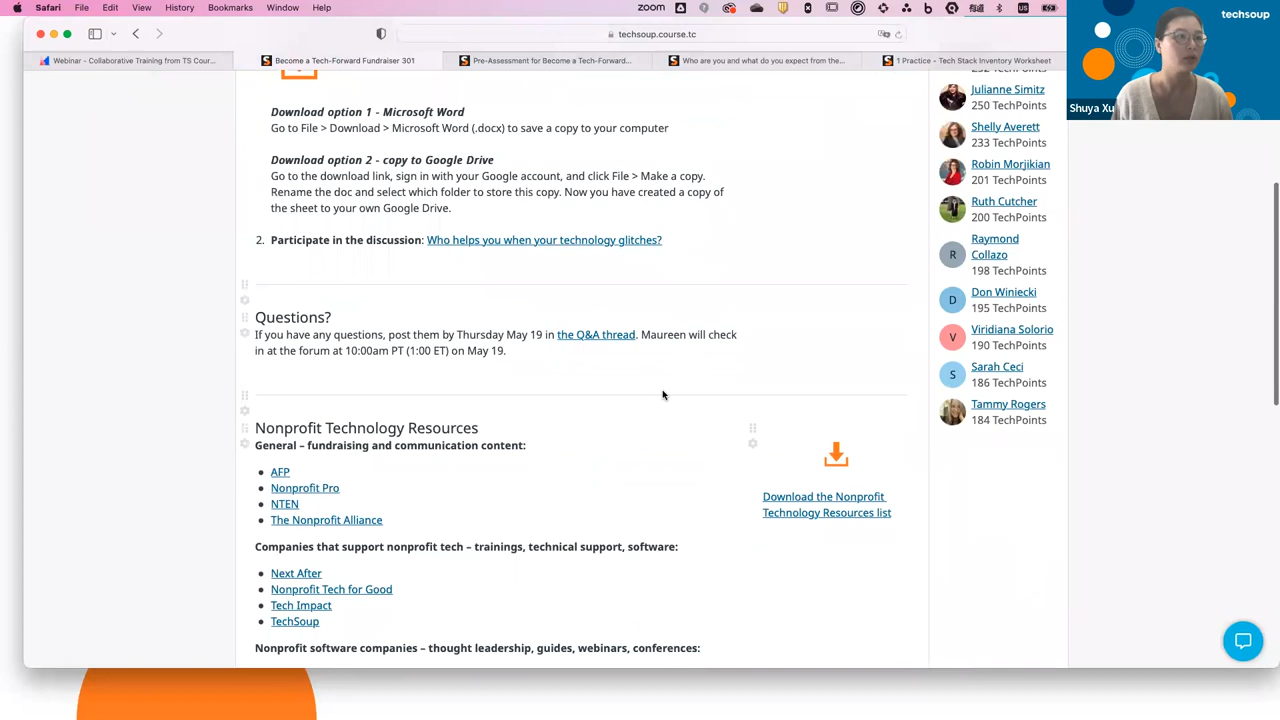 Safari File Edit View History Bookmarks Window Help
zoom
US
techsoup
techsoup.course.tc
Webinar - Collaborative Training from TS Cour...
Become a Tech-Forward Fundraiser 301
Pre-Assessment for Become a Tech-Forward...
Who are you and what do you expect from the...
1 Practice - Tech Stack Inventory Worksheet
Shuya Xu
Download option 1 - Microsoft Word
Go to File > Download > Microsoft Word (.docx) to save a copy to your computer
Download option 2 - copy to Google Drive
Go to the download link, sign in with your Google account, and click File > Make a copy.
Rename the doc and select which folder to store this copy. Now you have created a copy of
the sheet to your own Google Drive.
2. Participate in the discussion: Who helps you when your technology glitches?
Questions?
If you have any questions, post them by Thursday May 19 in the Q&A thread. Maureen will check
in at the forum at 10:00am PT (1:00 ET) on May 19.
Nonprofit Technology Resources
General – fundraising and communication content:
AFP
Nonprofit Pro
NTEN
The Nonprofit Alliance
Download the Nonprofit
Technology Resources list
Companies that support nonprofit tech – trainings, technical support, software:
Next After
Nonprofit Tech for Good
Tech Impact
TechSoup
Nonprofit software companies – thought leadership, guides, webinars, conferences:
Julianne Simitz
250 TechPoints
Shelly Averett
233 TechPoints
Robin Morjikian
201 TechPoints
Ruth Cutcher
200 TechPoints
R
Raymond
Collazo
198 TechPoints
D
Don Winiecki
195 TechPoints
V
Viridiana Solorio
190 TechPoints
S
Sarah Ceci
186 TechPoints
Tammy Rogers
184 TechPoints